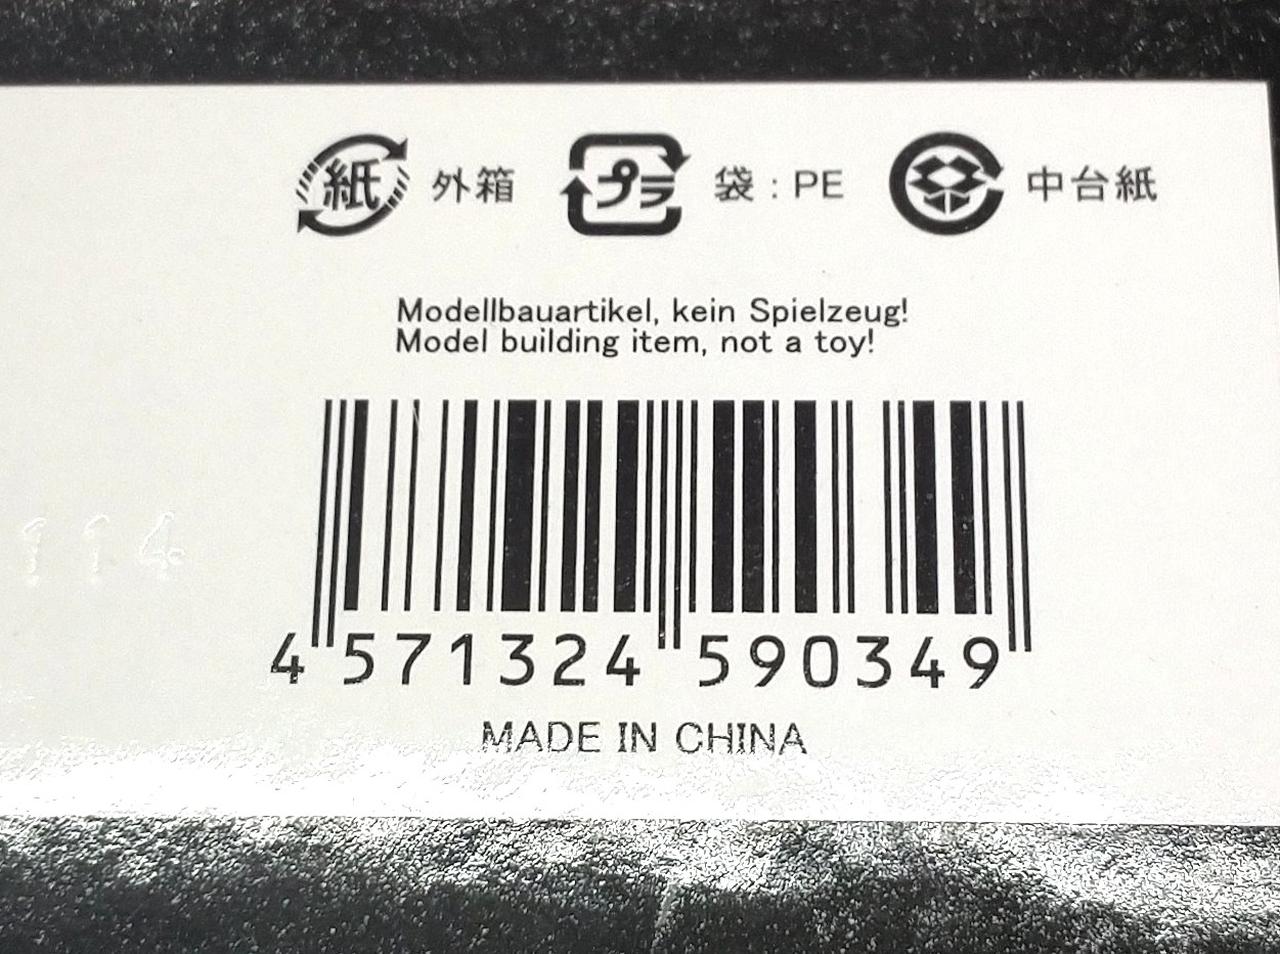 紙 外箱 プラ 袋 : PE 中台紙
Modellbauartikel, kein Spielzeug!
Model building item, not a toy!
114
4 571324 590349
MADE IN CHINA